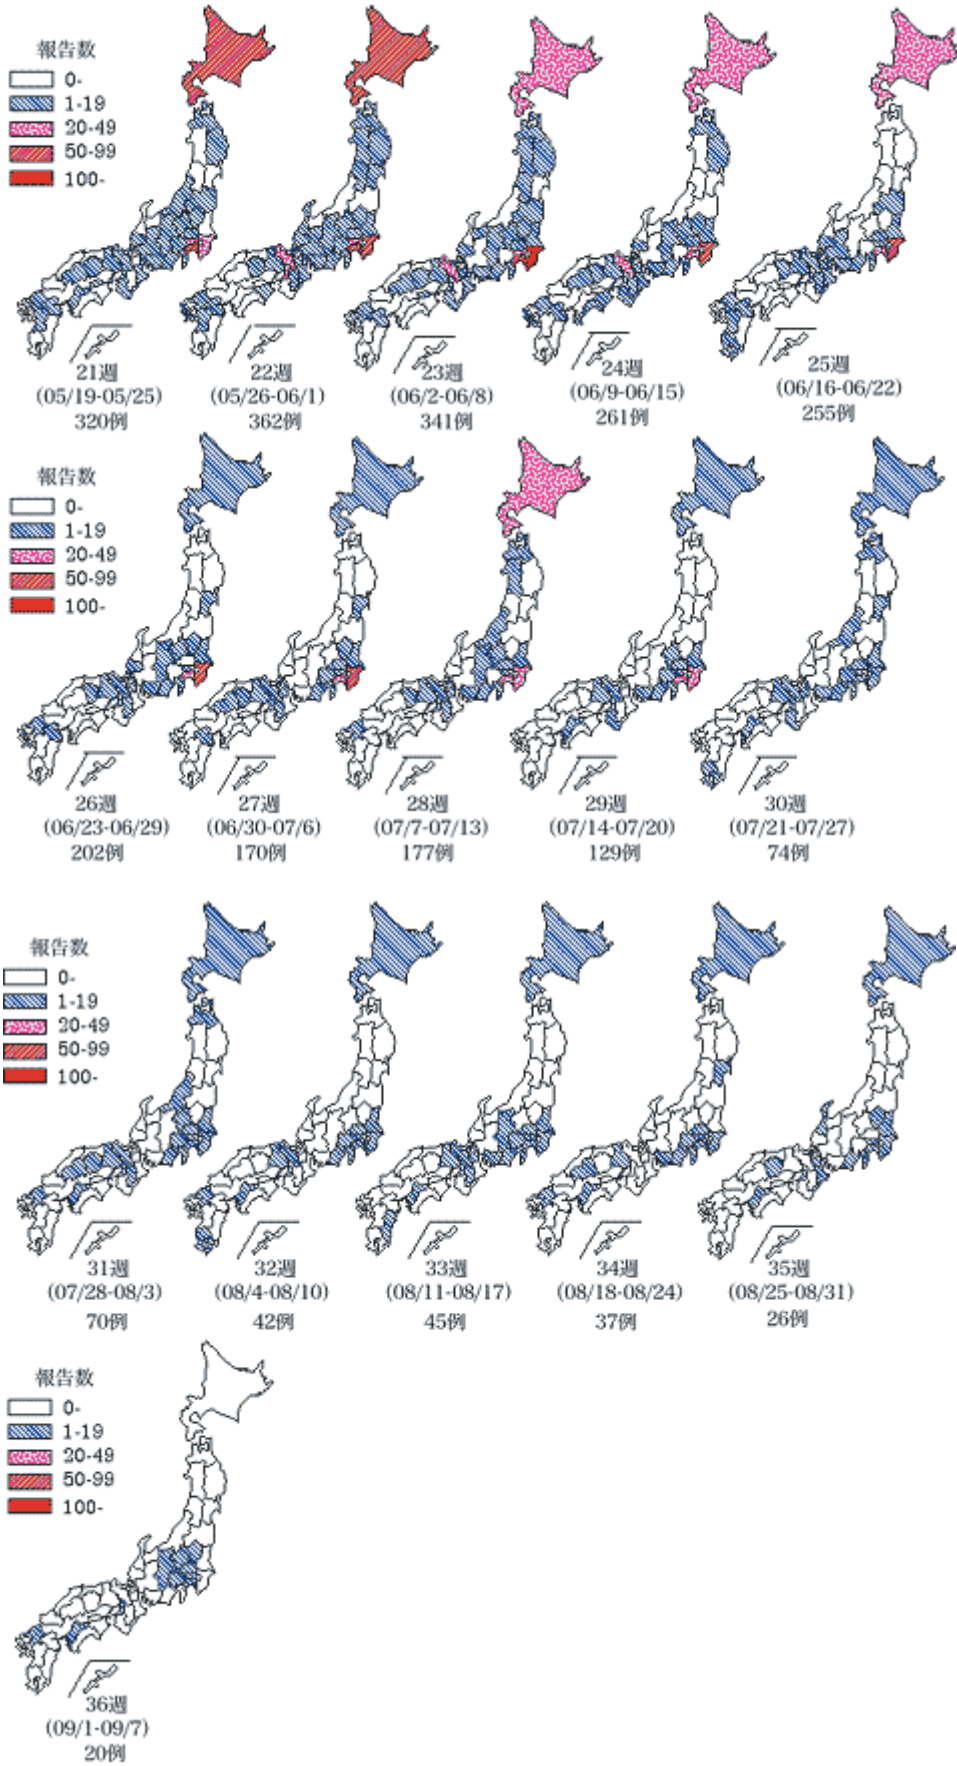 報告数
0-
1-19
20-49
50-99
100-
21週
(05/19-05/25)
320例
22週
(05/26-06/1)
362例
23週
(06/2-06/8)
341例
24週
(06/9-06/15)
261例
25週
(06/16-06/22)
255例
報告数
0-
1-19
20-49
50-99
100-
26週
(06/23-06/29)
202例
27週
(06/30-07/6)
170例
28週
(07/7-07/13)
177例
29週
(07/14-07/20)
129例
30週
(07/21-07/27)
74例
報告数
0-
1-19
20-49
50-99
100-
31週
(07/28-08/3)
70例
32週
(08/4-08/10)
42例
33週
(08/11-08/17)
45例
34週
(08/18-08/24)
37例
35週
(08/25-08/31)
26例
報告数
0-
1-19
20-49
50-99
100-
36週
(09/1-09/7)
20例